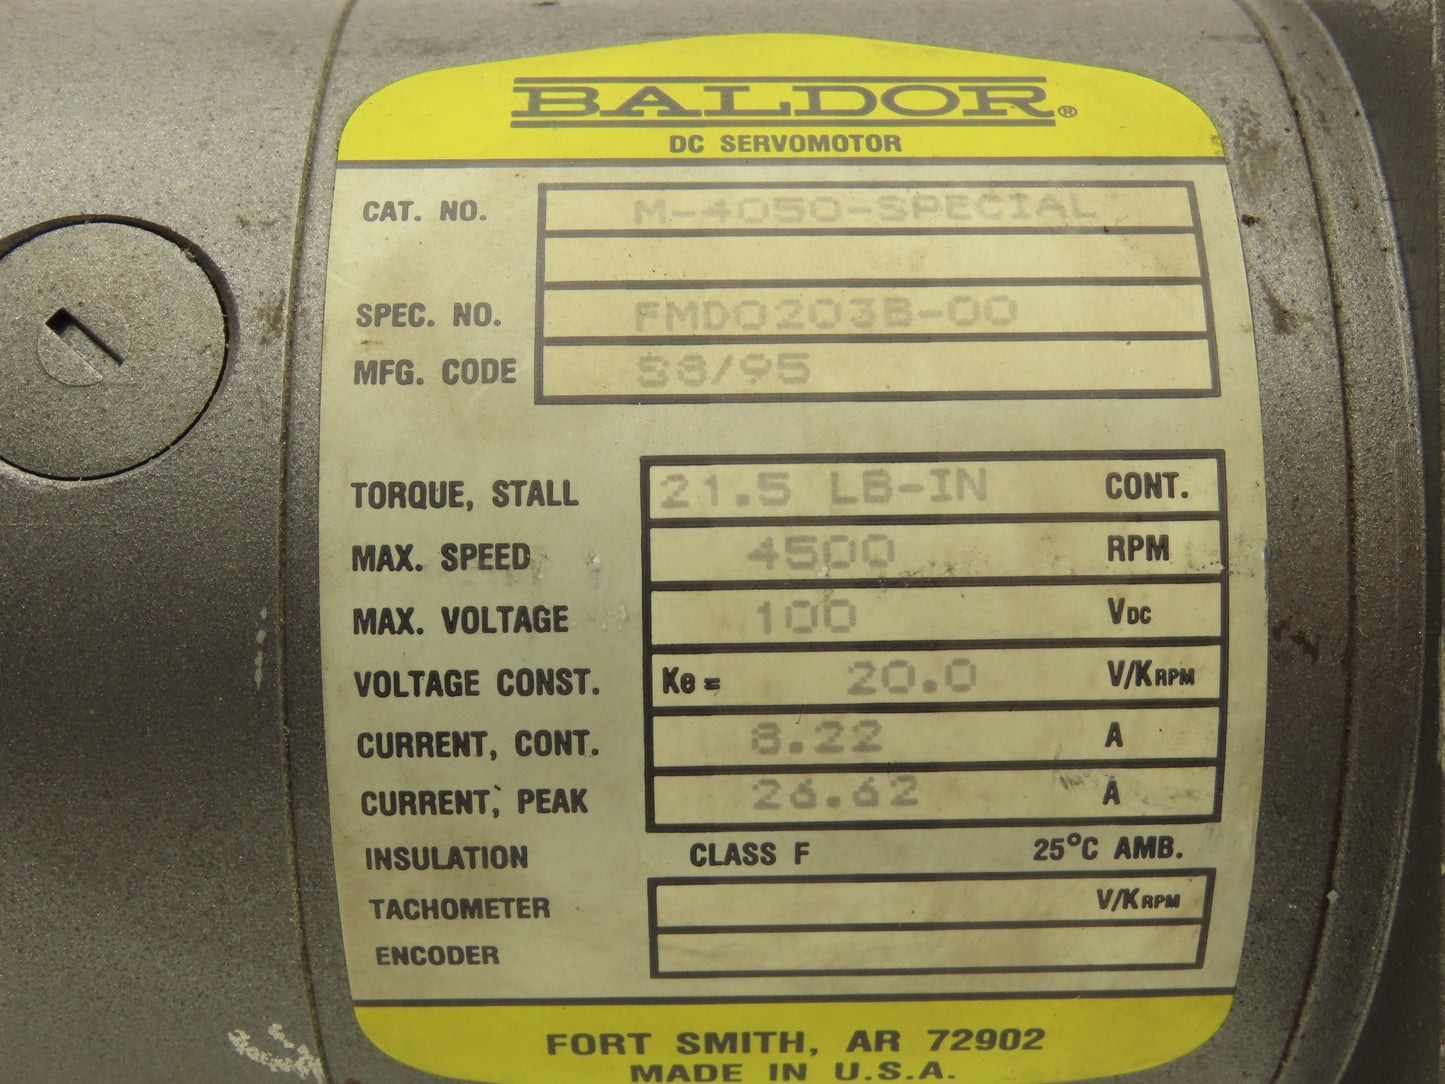 BALDOR®
DC SERVOMOTOR
CAT. NO. M-4050-SPECIAL
SPEC. NO. FMD0203B-00
MFG. CODE S8/95
TORQUE, STALL 21.5 LB-IN CONT.
MAX. SPEED 4500 RPM
MAX. VOLTAGE 100 VDC
VOLTAGE CONST. Ke = 20.0 V/KRPM
CURRENT, CONT. 8.22 A
CURRENT, PEAK 26.62 A
INSULATION CLASS F 25°C AMB.
TACHOMETER V/KRPM
ENCODER
FORT SMITH, AR 72902
MADE IN U.S.A.